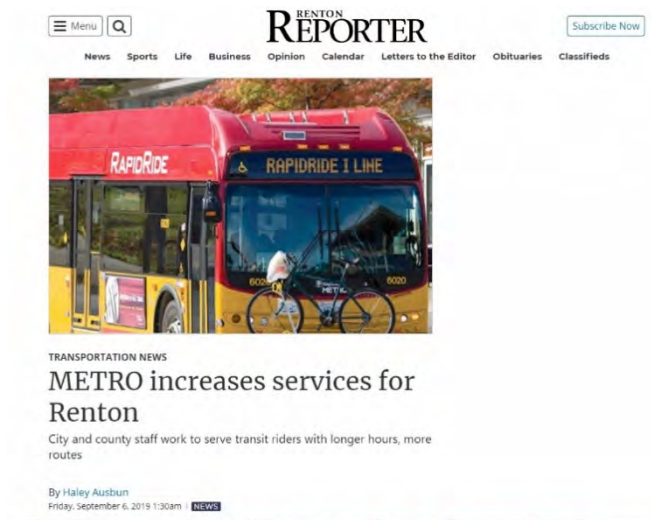 Menu
RENTON
REPORTER
Subscribe Now
News Sports Life Business Opinion Calendar Letters to the Editor Obituaries Classifieds
RAPIDRIDE
RAPIDRIDE I LINE
6020
METRO
TRANSPORTATION NEWS
METRO increases services for
Renton
City and county staff work to serve transit riders with longer hours, more
routes
By Haley Ausbun
Friday, September 6, 2019 1:30am | NEWS